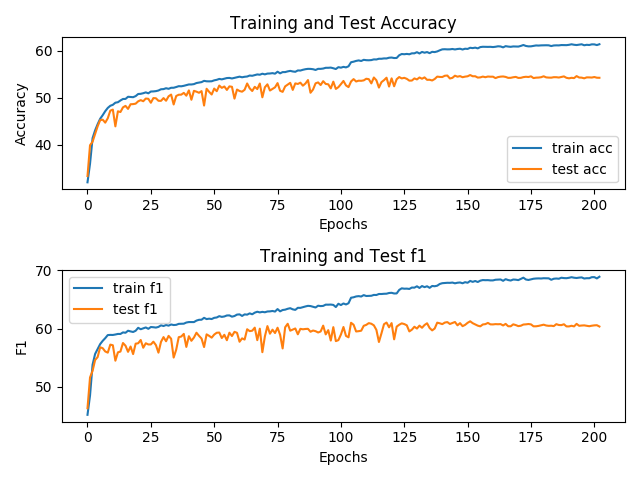 Training and Test Accuracy
Accuracy
60
50
40
train acc
test acc
0 25 50 75 100 125 150 175 200
Epochs
Training and Test f1
F1
70
60
50
train f1
test f1
0 25 50 75 100 125 150 175 200
Epochs